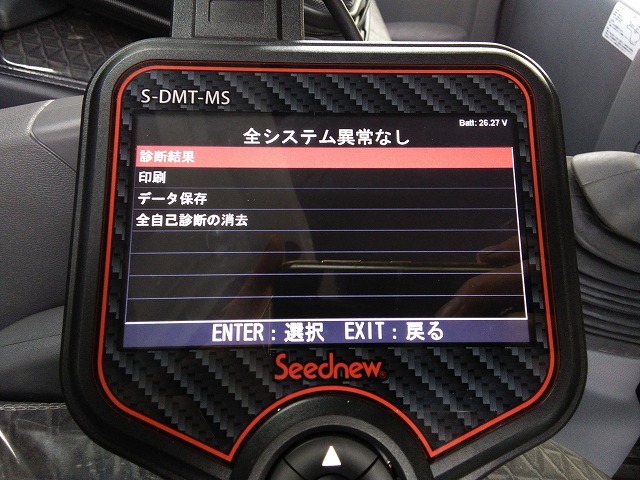 S-DMT-MS
Batt: 26.27 V
全システム異常なし
診断結果
印刷
データ保存
全自己診断の消去
ENTER：選択 EXIT：戻る
Seednew